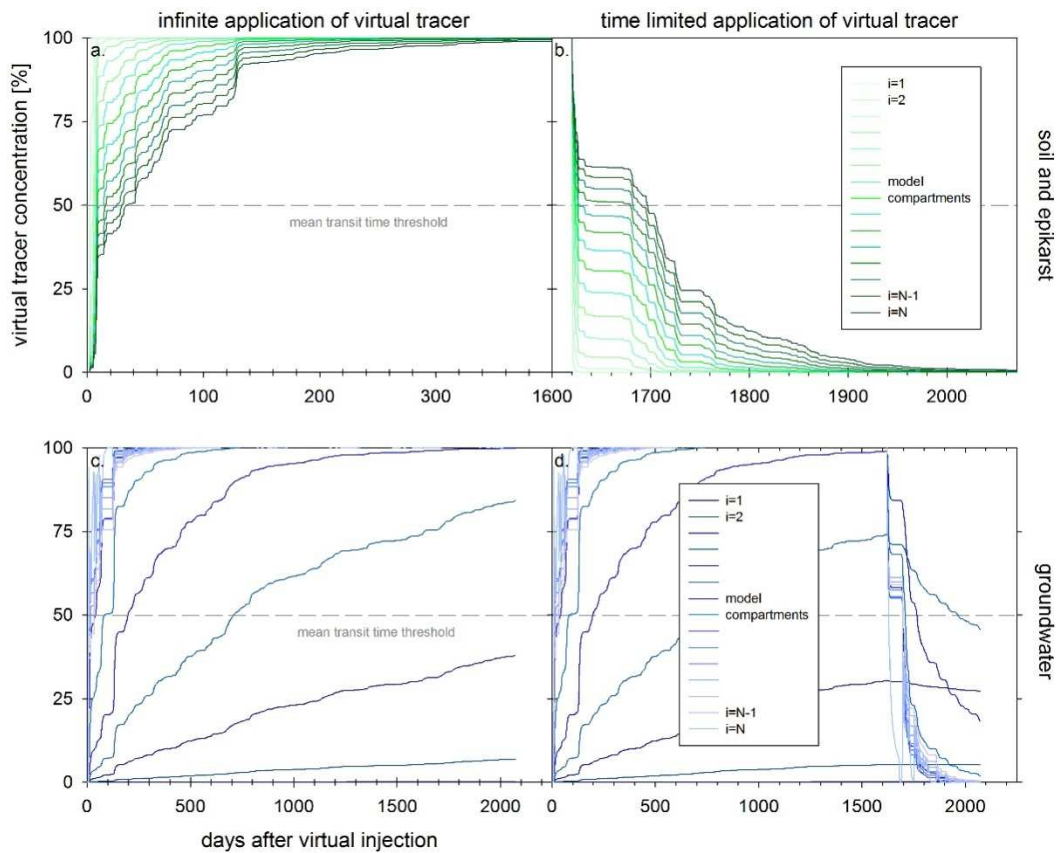 infinite application of virtual tracer
time limited application of virtual tracer
virtual tracer concentration [%]
soil and epikarst
a.
100
75
50
25
0
mean transit time threshold
0 100 200 300 1600
b.
i=1
i=2
model
compartments
i=N-1
i=N
1700 1800 1900 2000
c.
100
75
50
25
0
mean transit time threshold
0 500 1000 1500 2000
d.
i=1
i=2
model
compartments
i=N-1
i=N
0 500 1000 1500 2000
groundwater
days after virtual injection